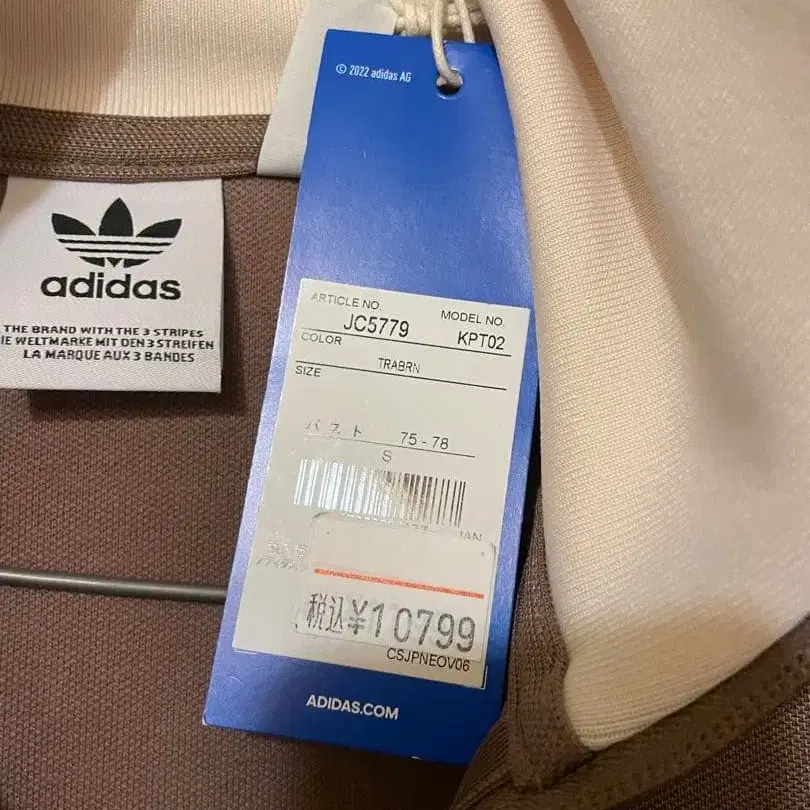 © 2022 adidas AG
adidas
THE BRAND WITH THE 3 STRIPES
IE WELTMARKE MIT DEN 3 STREIFEN
LA MARQUE AUX 3 BANDES
ARTICLE NO.
JC5779
MODEL NO.
KPT02
COLOR
TRABRN
SIZE
バスト 75-78
S
税込¥10799
CSJPNEOV06
ADIDAS.COM